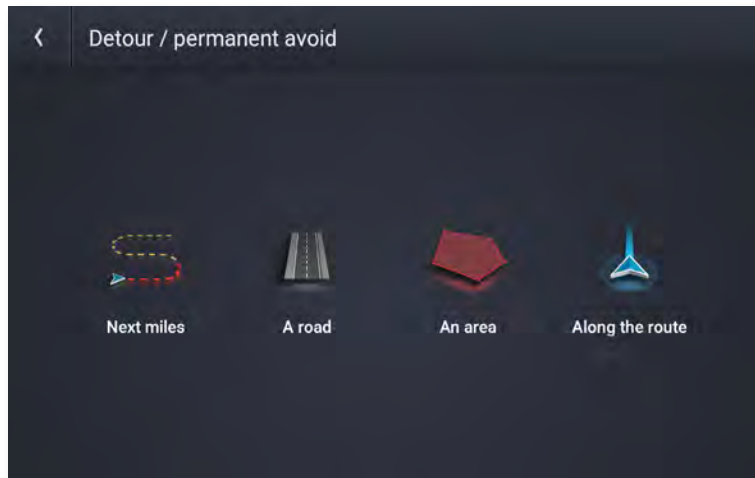 Detour / permanent avoid
Next miles
A road
An area
Along the route